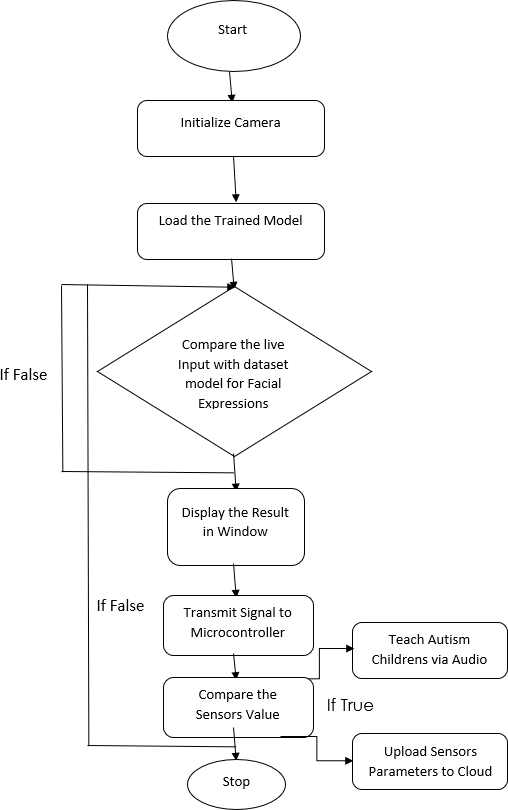 Start
Initialize Camera
Load the Trained Model
Compare the live
Input with dataset
model for Facial
Expressions
If False
Display the Result
in Window
If False
Transmit Signal to
Microcontroller
Teach Autism
Childrens via Audio
Compare the
Sensors Value
If True
Upload Sensors
Parameters to Cloud
Stop